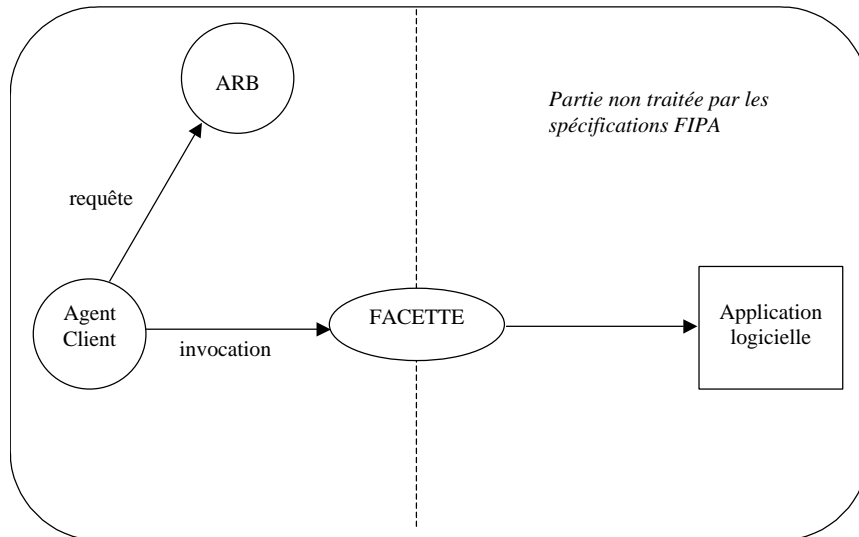 ARB
Partie non traitée par les
spécifications FIPA
requête
Agent
Client
invocation
FACETTE
Application
logicielle